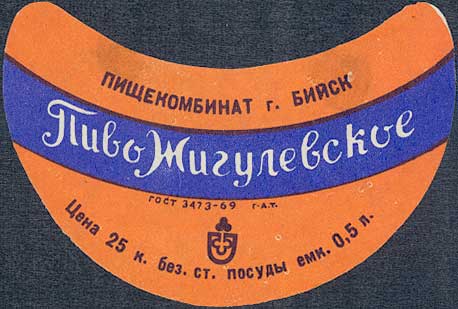 ПИЩЕКОМБИНАТ г. БИЙСК
Пиво Жигулевское
ГОСТ 3473-69 Г-А.Т.
Цена 25 к. без. ст. посуды емк. 0,5 л.